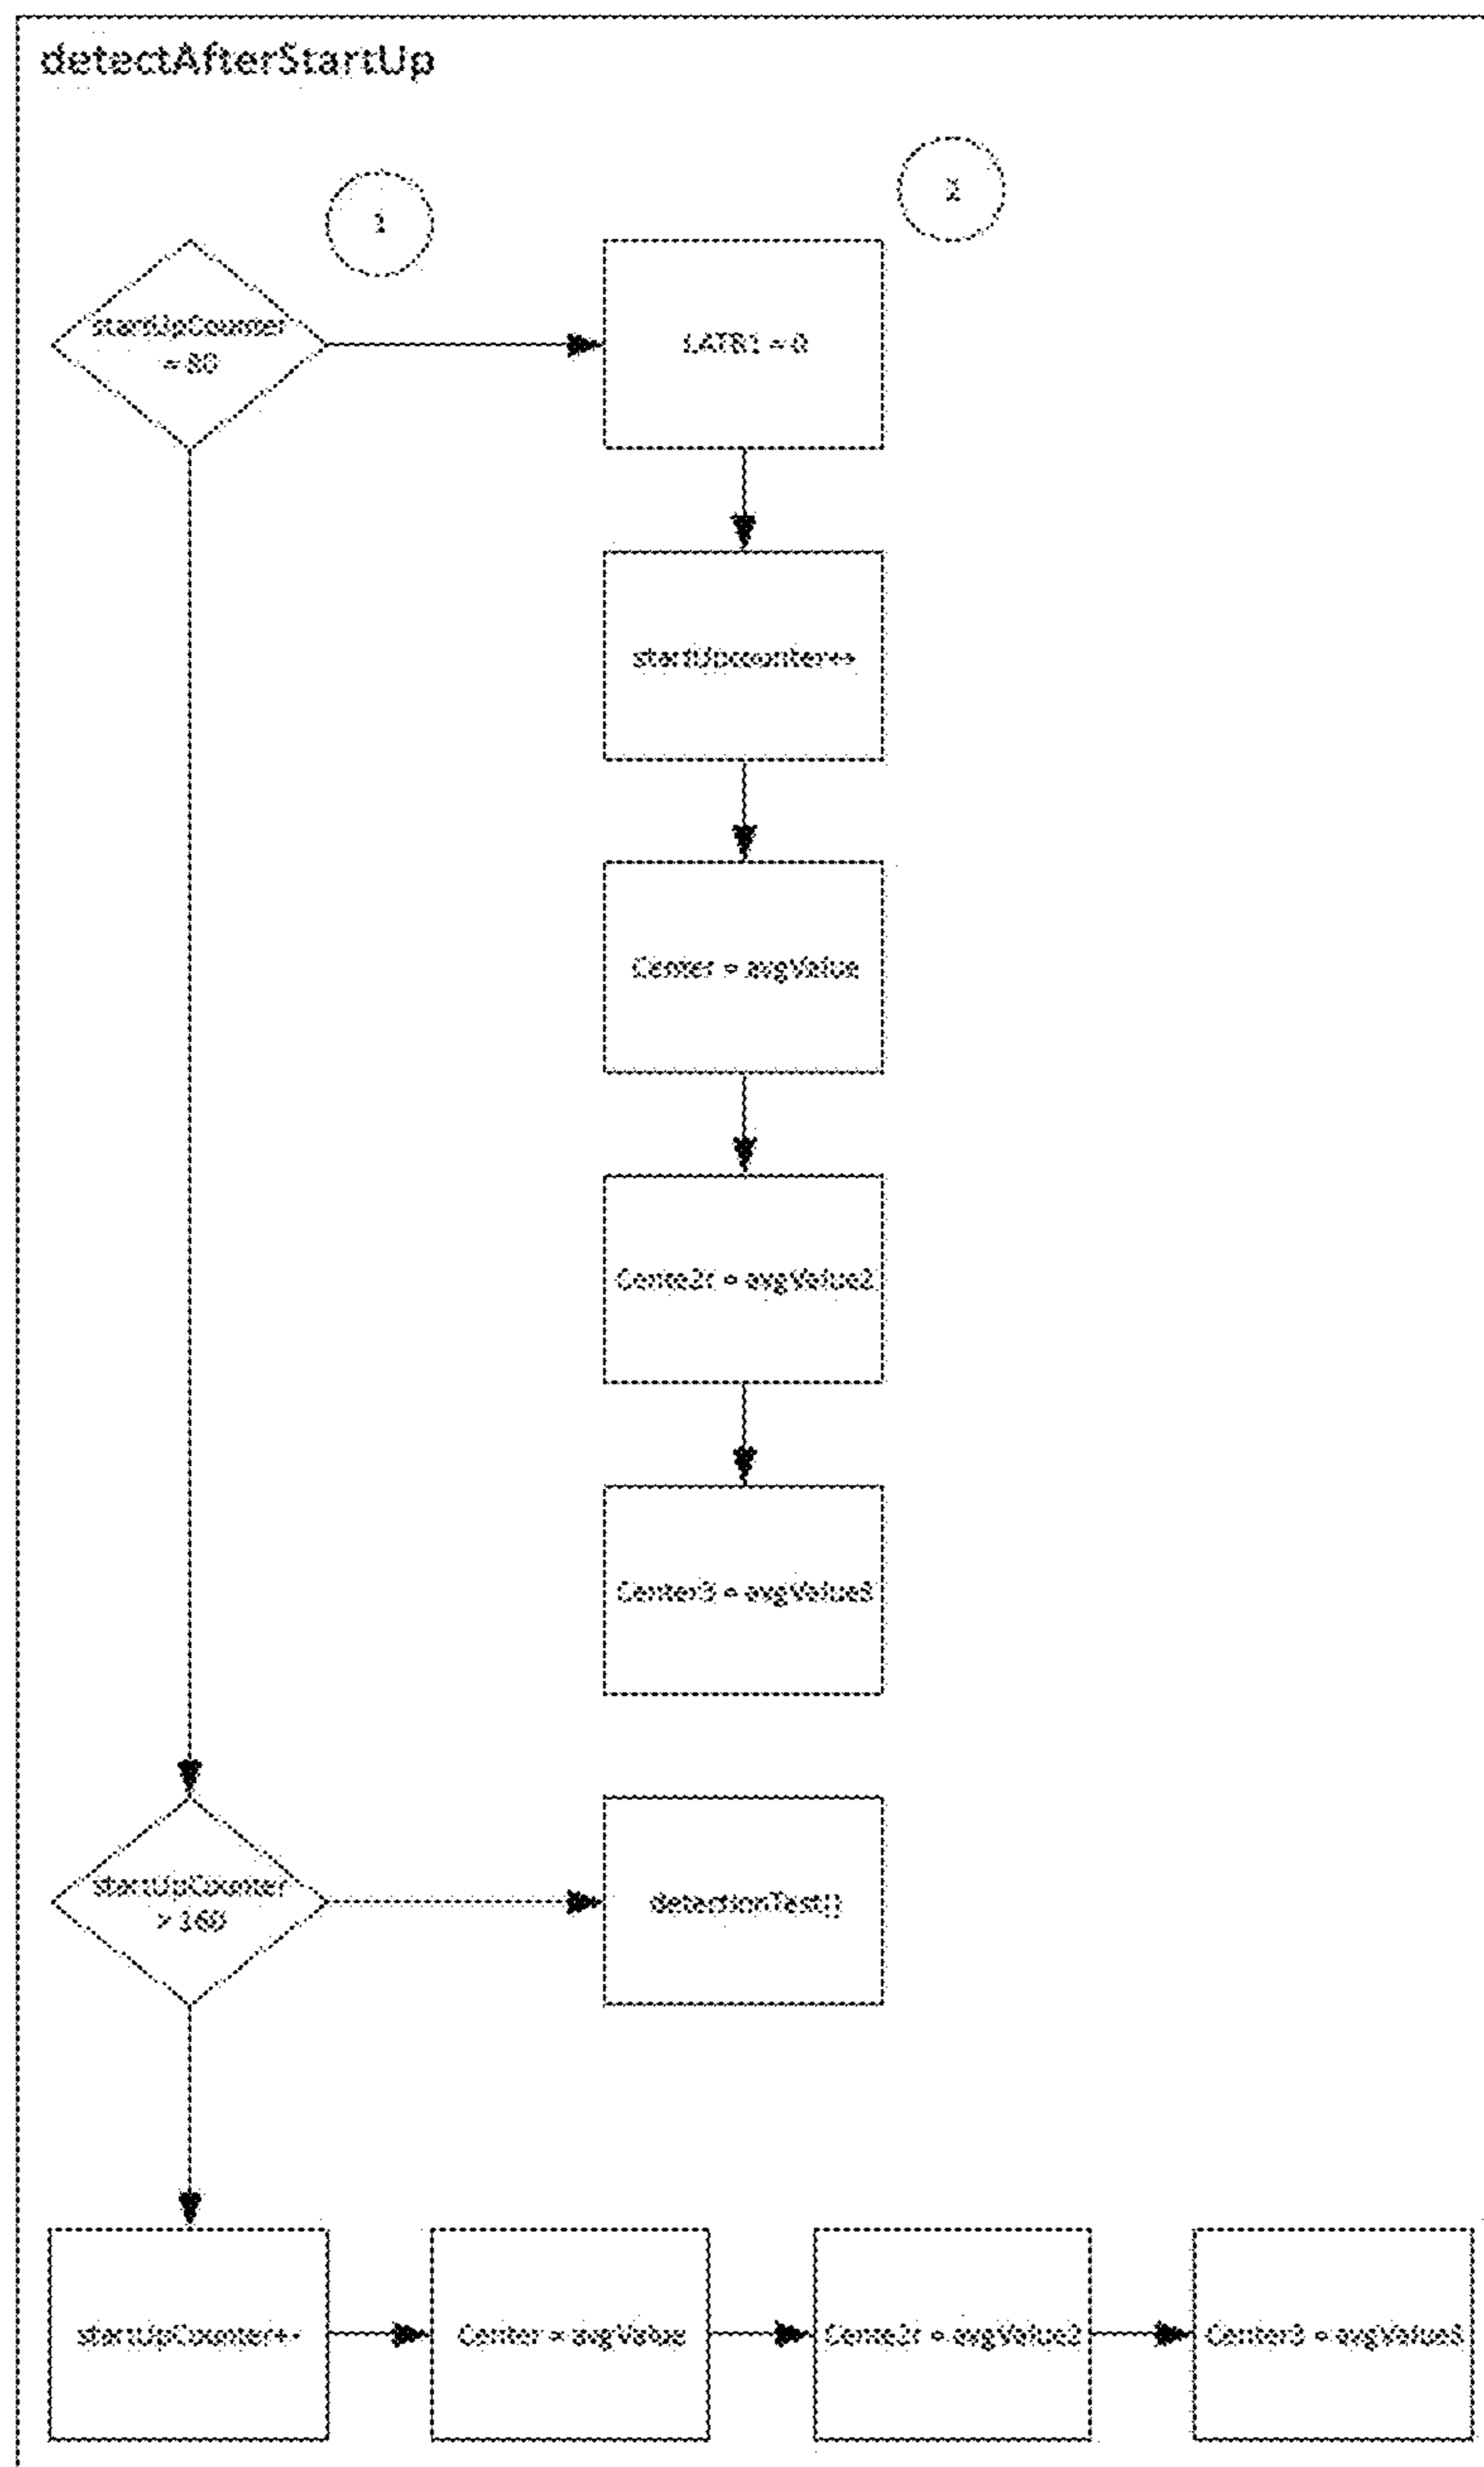 detectAfterStartUp
1
2
startUpCounter
= 80
LATB1 = 0
startUpcounter++
Center = avgValue
Cente2r = avgValue2
Center3 = avgValue3
startUpCounter
> 160
detectionTest()
startUpCounter++
Center = avgValue
Cente2r = avgValue2
Center3 = avgValue3